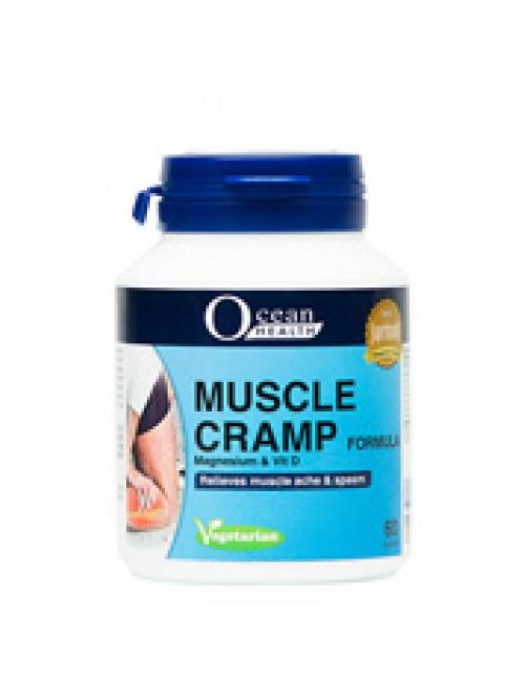 Ocean
HEALTH
MUSCLE
CRAMP FORMULA
Magnesium & Vit D
Relieves muscle ache & spasm
Vegetarian
60